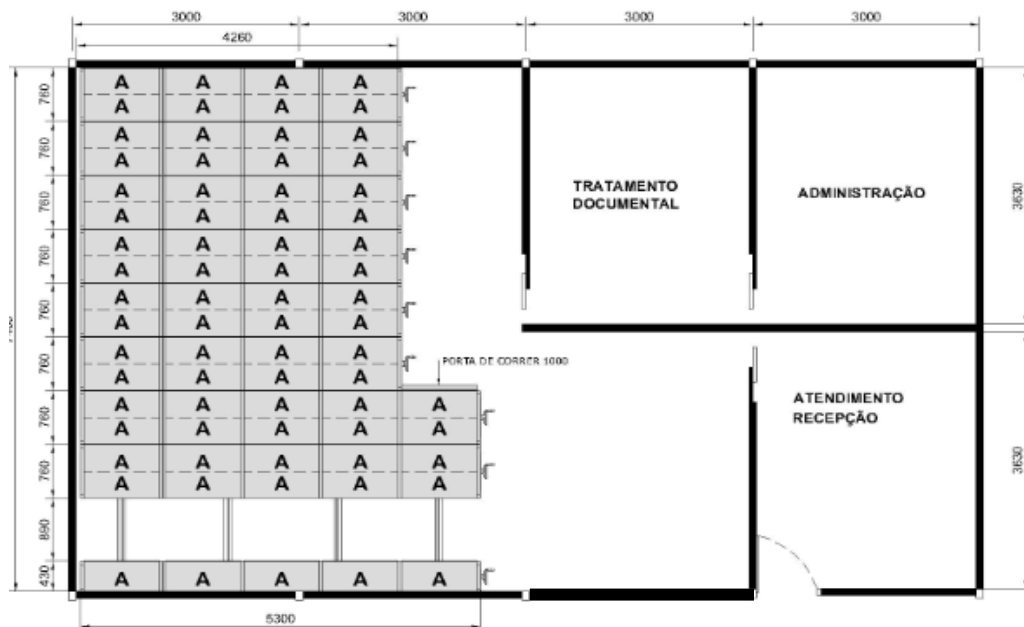 3000 3000 3000 3000
4260
A A A A
A A A A
760
A A A A
A A A A
760
A A A A
A A A A
760
TRATAMENTO
DOCUMENTAL
ADMINISTRAÇÃO
3630
A A A A
A A A A
760
A A A A
A A A A
760
A A A A
A A A A
760
PORTA DE CORRER 1000
A A A A A
A A A A A
760
ATENDIMENTO
RECEPÇÃO
A A A A A
A A A A A
760
3630
890
430
A A A A A
5300